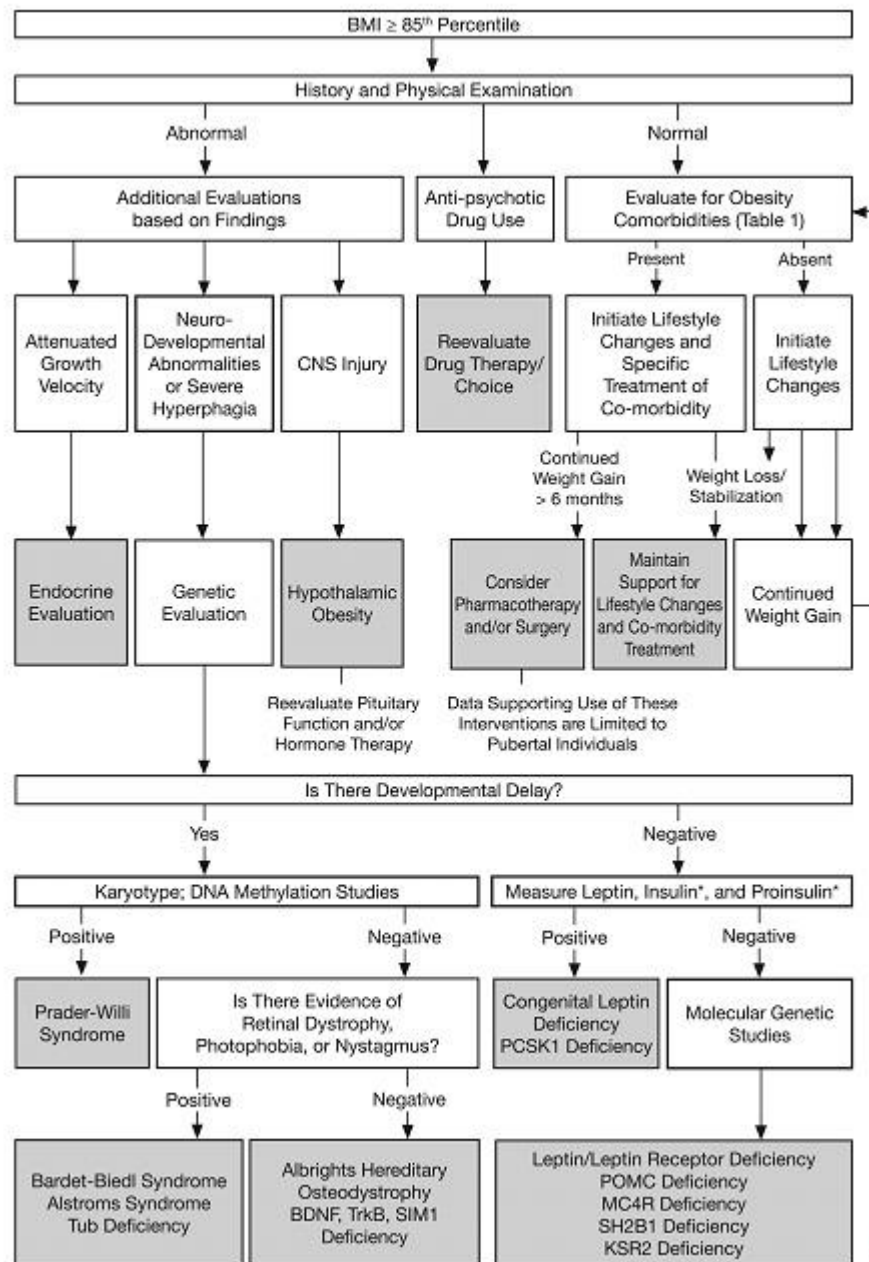 BMI ≥ 85th Percentile
History and Physical Examination
Abnormal
Normal
Additional Evaluations
based on Findings
Anti-psychotic
Drug Use
Evaluate for Obesity
Comorbidities (Table 1)
Present
Absent
Attenuated
Growth
Velocity
Neuro-
Developmental
Abnormalities
or Severe
Hyperphagia
CNS Injury
Reevaluate
Drug Therapy/
Choice
Initiate Lifestyle
Changes and
Specific
Treatment of
Co-morbidity
Initiate
Lifestyle
Changes
Continued
Weight Gain
> 6 months
Weight Loss/
Stabilization
Endocrine
Evaluation
Genetic
Evaluation
Hypothalamic
Obesity
Consider
Pharmacotherapy
and/or Surgery
Maintain
Support for
Lifestyle Changes
and Co-morbidity
Treatment
Continued
Weight Gain
Reevaluate Pituitary
Function and/or
Hormone Therapy
Data Supporting Use of These
Interventions are Limited to
Pubertal Individuals
Is There Developmental Delay?
Yes
Negative
Karyotype; DNA Methylation Studies
Measure Leptin, Insulin*, and Proinsulin*
Positive
Negative
Positive
Negative
Prader-Willi
Syndrome
Is There Evidence of
Retinal Dystrophy,
Photophobia, or Nystagmus?
Congenital Leptin
Deficiency
PCSK1 Deficiency
Molecular Genetic
Studies
Positive
Negative
Bardet-Biedl Syndrome
Alstroms Syndrome
Tub Deficiency
Albrights Hereditary
Osteodystrophy
BDNF, TrkB, SIM1
Deficiency
Leptin/Leptin Receptor Deficiency
POMC Deficiency
MC4R Deficiency
SH2B1 Deficiency
KSR2 Deficiency